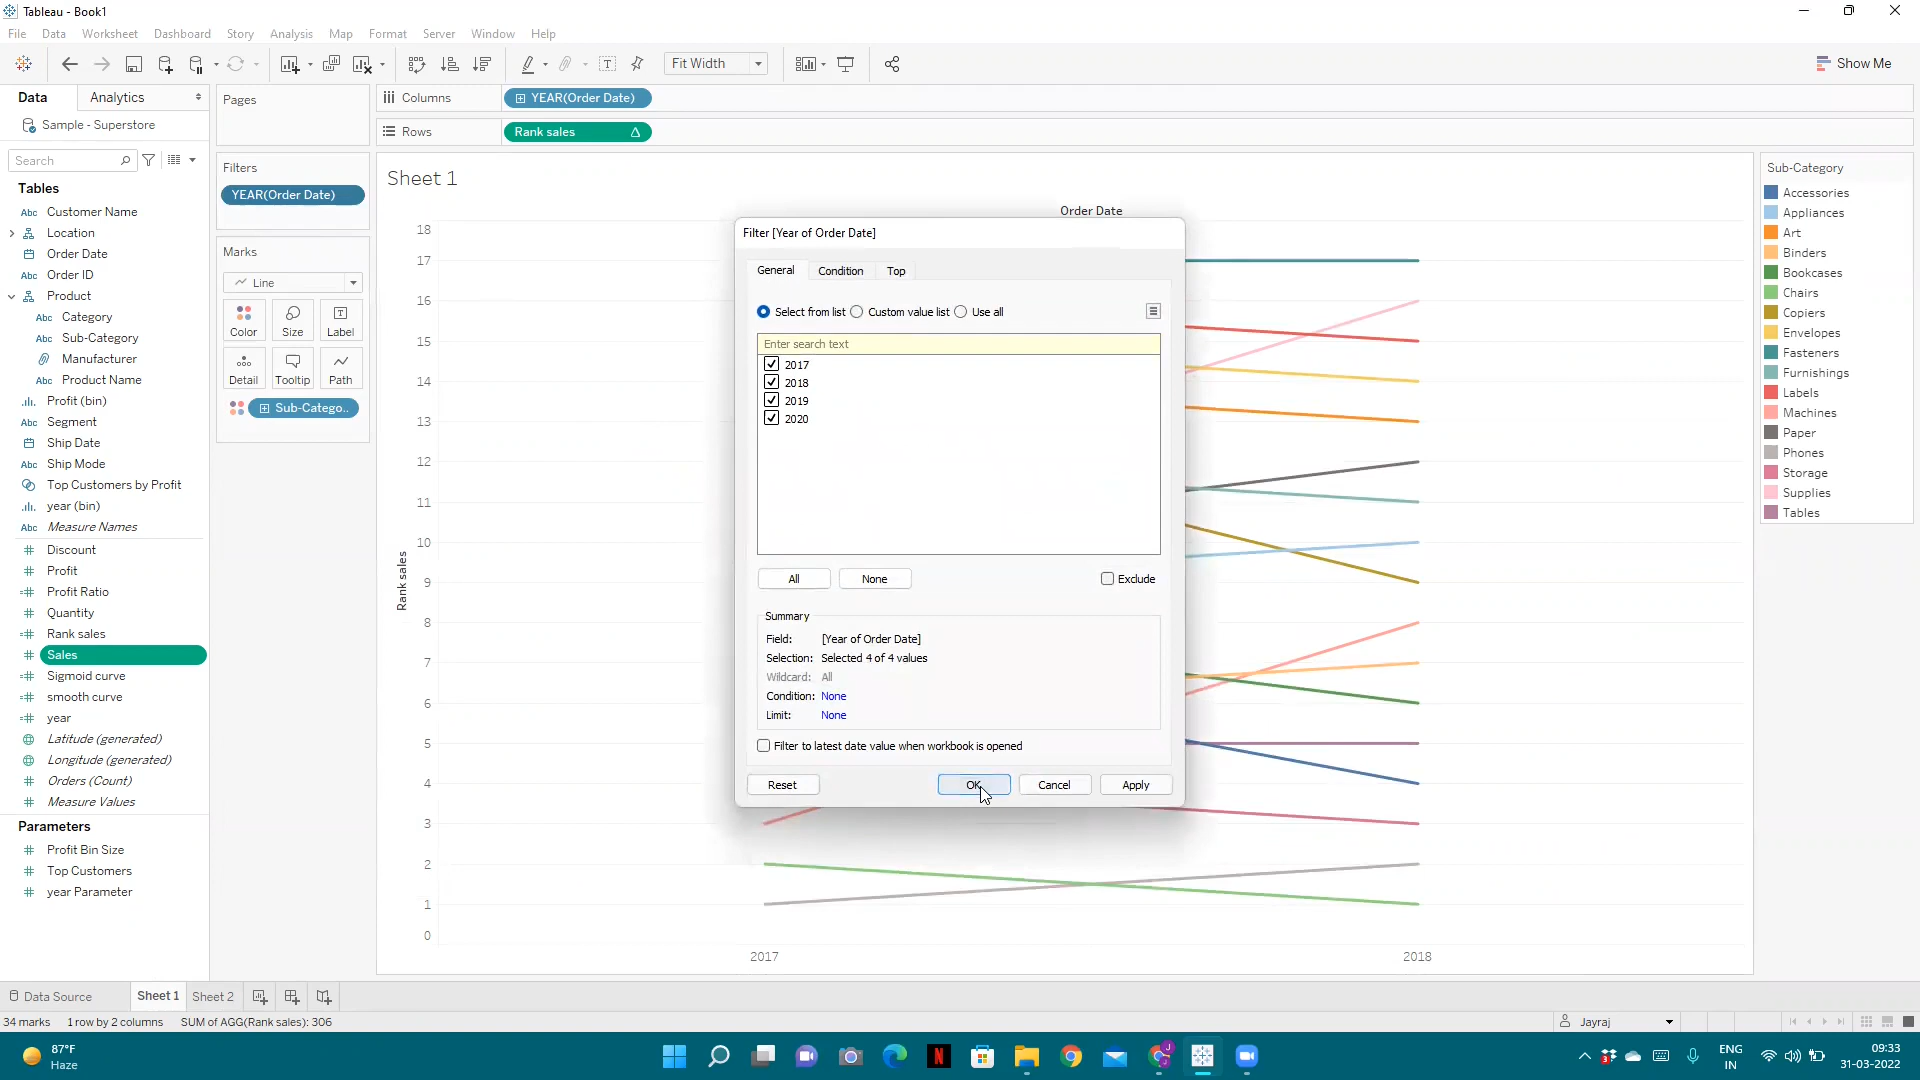 Tableau - Book1
File Data Worksheet Dashboard Story Analysis Map Format Server Window Help
Fit Width
Show Me
Data Analytics
Sample - Superstore
Search
Tables
Abc Customer Name
Location
Order Date
Abc Order ID
Product
Abc Category
Abc Sub-Category
Manufacturer
Abc Product Name
Profit (bin)
Abc Segment
Ship Date
Abc Ship Mode
Top Customers by Profit
year (bin)
Abc Measure Names
Discount
Profit
Profit Ratio
Quantity
Rank sales
Sales
Sigmoid curve
smooth curve
year
Latitude (generated)
Longitude (generated)
Orders (Count)
Measure Values
Parameters
Profit Bin Size
Top Customers
year Parameter
Pages
Filters
YEAR(Order Date)
Marks
Line
Color Size Label
Detail Tooltip Path
Sub-Catego..
Columns YEAR(Order Date)
Rows Rank sales Δ
Sheet 1
Order Date
18
17
16
15
14
13
12
11
10
9
8
7
6
5
4
3
2
1
0
Rank sales
2017 2018
Filter [Year of Order Date]
General Condition Top
Select from list Custom value list Use all
Enter search text
2017
2018
2019
2020
All None Exclude
Summary
Field: [Year of Order Date]
Selection: Selected 4 of 4 values
Wildcard: All
Condition: None
Limit: None
Filter to latest date value when workbook is opened
Reset OK Cancel Apply
Sub-Category
Accessories
Appliances
Art
Binders
Bookcases
Chairs
Copiers
Envelopes
Fasteners
Furnishings
Labels
Machines
Paper
Phones
Storage
Supplies
Tables
Data Source Sheet 1 Sheet 2
34 marks 1 row by 2 columns SUM of AGG(Rank sales): 306
Jayraj
87°F
Haze
ENG
IN
09:33
31-03-2022